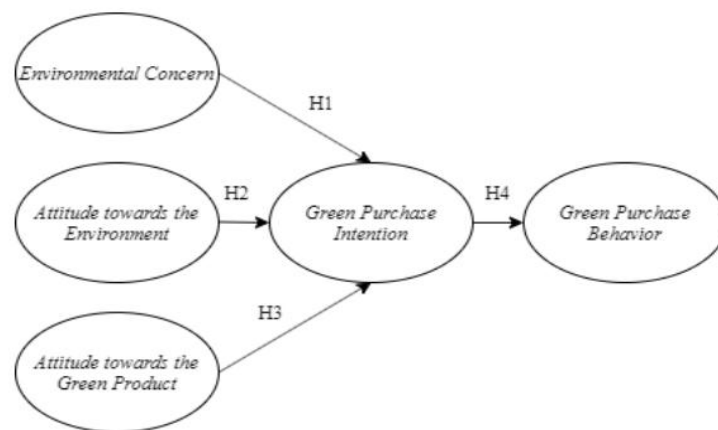 Environmental Concern
H1
Attitude towards the
Environment
H2
Green Purchase
Intention
H4
Green Purchase
Behavior
H3
Attitude towards the
Green Product